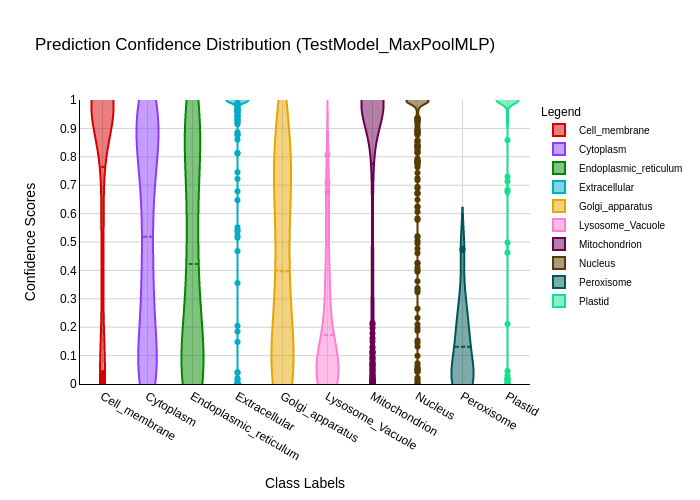 Prediction Confidence Distribution (TestModel_MaxPoolMLP)
Confidence Scores
1
0.9
0.8
0.7
0.6
0.5
0.4
0.3
0.2
0.1
0
Cell_membrane
Cytoplasm
Endoplasmic_reticulum
Extracellular
Golgi_apparatus
Lysosome_Vacuole
Mitochondrion
Nucleus
Peroxisome
Plastid
Class Labels
Legend
Cell_membrane
Cytoplasm
Endoplasmic_reticulum
Extracellular
Golgi_apparatus
Lysosome_Vacuole
Mitochondrion
Nucleus
Peroxisome
Plastid